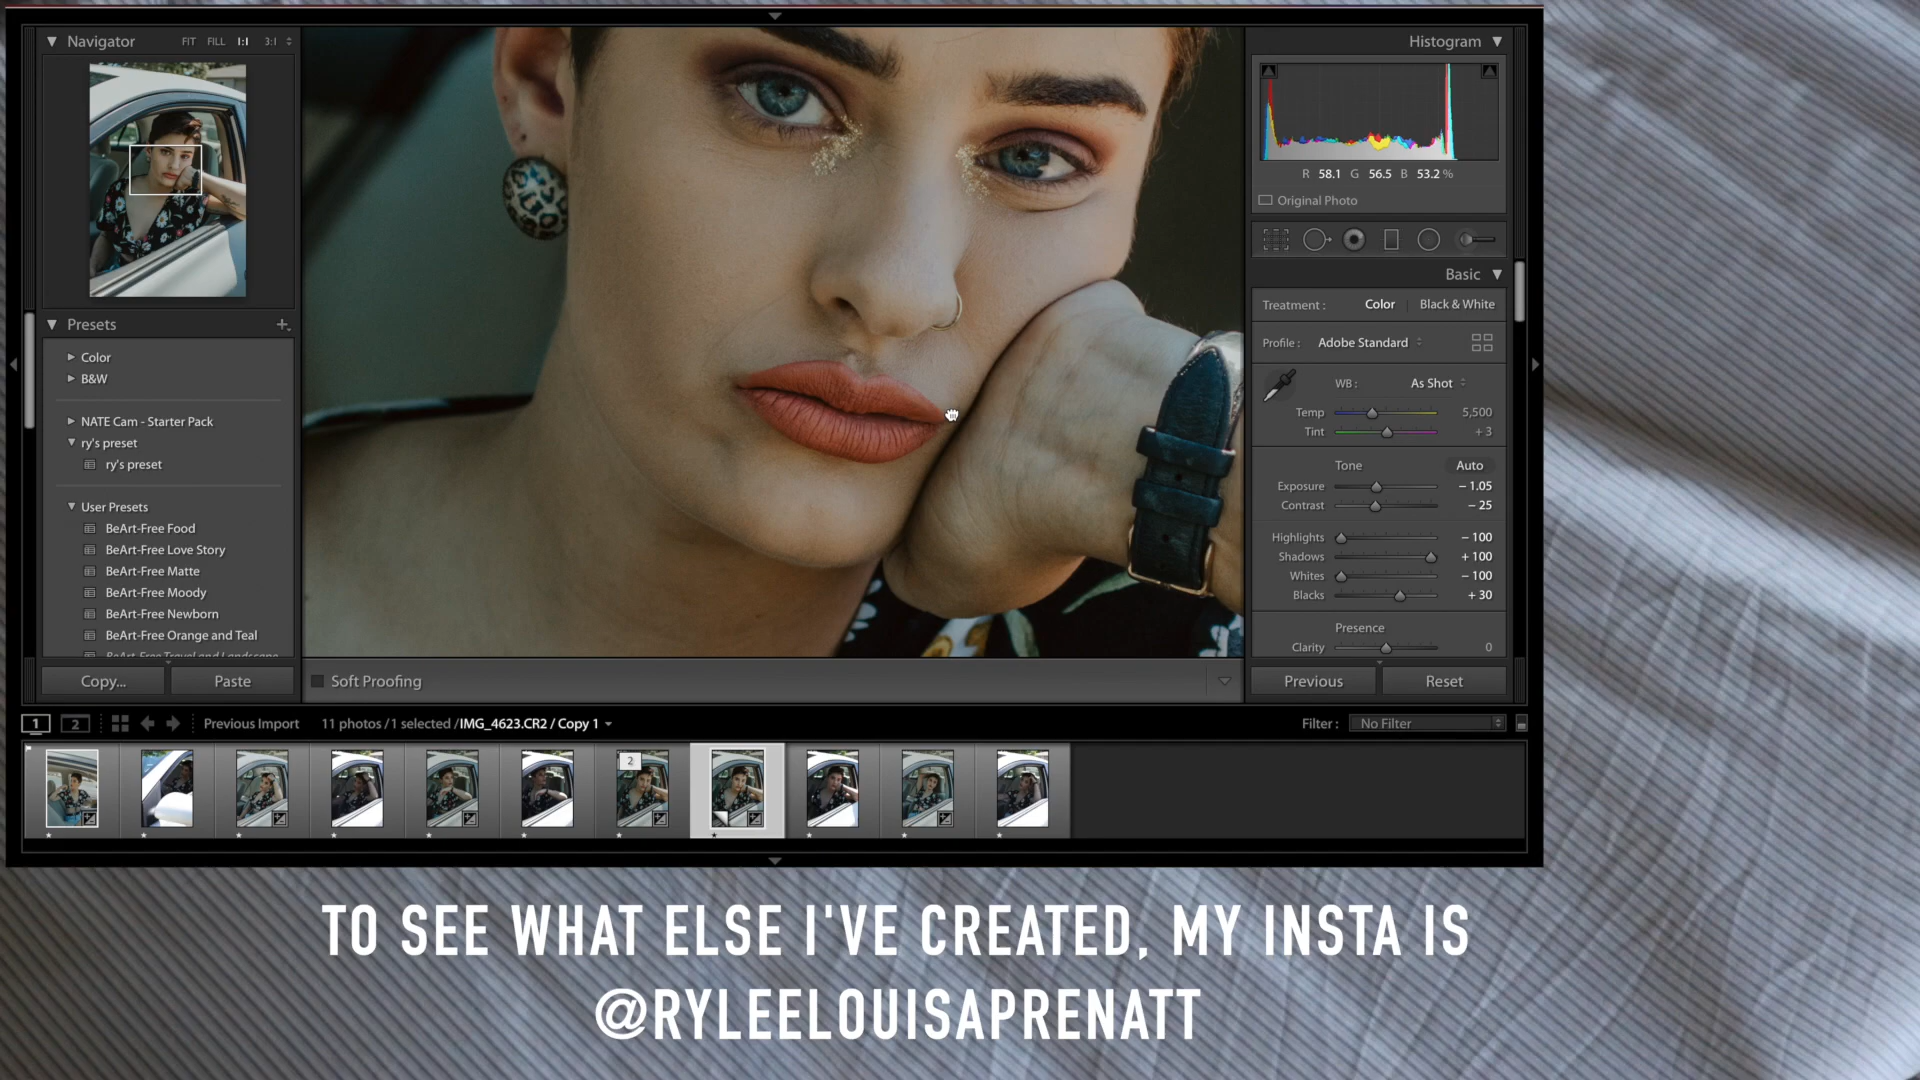 Navigator
FIT FILL 1:1 3:1
Histogram
R 58.1 G 56.5 B 53.2 %
Original Photo
Basic
Treatment : Color Black & White
Profile : Adobe Standard
WB : As Shot
Temp 5,500
Tint + 3
Tone Auto
Exposure − 1.05
Contrast − 25
Highlights − 100
Shadows + 100
Whites − 100
Blacks + 30
Presence
Clarity 0
Presets
Color
B&W
NATE Cam - Starter Pack
ry's preset
ry's preset
User Presets
BeArt-Free Food
BeArt-Free Love Story
BeArt-Free Matte
BeArt-Free Moody
BeArt-Free Newborn
BeArt-Free Orange and Teal
BeArt-Free Travel and Landscape
Copy... Paste
Soft Proofing
Previous Reset
1 2 Previous Import 11 photos / 1 selected / IMG_4623.CR2 / Copy 1
Filter : No Filter
2
TO SEE WHAT ELSE I'VE CREATED, MY INSTA IS
@RYLEELOUISAPRENATT